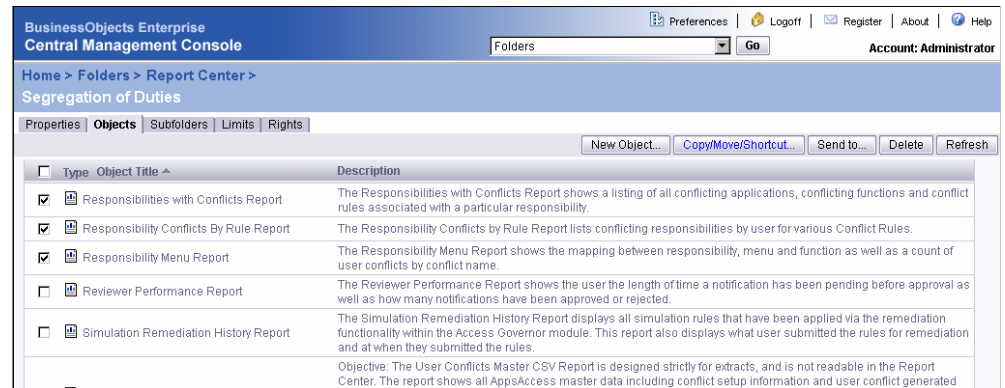 BusinessObjects Enterprise
Central Management Console
Preferences | Logoff | Register | About | Help
Folders Go Account: Administrator
Home > Folders > Report Center >
Segregation of Duties
Properties | Objects | Subfolders | Limits | Rights |
New Object... Copy/Move/Shortcut... Send to... Delete Refresh
Type Object Title Description
Responsibilities with Conflicts Report
The Responsibilities with Conflicts Report shows a listing of all conflicting applications, conflicting functions and conflict
rules associated with a particular responsibility.
Responsibility Conflicts By Rule Report
The Responsibility Conflicts by Rule Report lists conflicting responsibilities by user for various Conflict Rules.
Responsibility Menu Report
The Responsibility Menu Report shows the mapping between responsibility, menu and function as well as a count of
user conflicts by conflict name.
Reviewer Performance Report
The Reviewer Performance Report shows the user the length of time a notification has been pending before approval as
well as how many notifications have been approved or rejected.
Simulation Remediation History Report
The Simulation Remediation History Report displays all simulation rules that have been applied via the remediation
functionality within the Access Governor module. This report also displays what user submitted the rules for remediation
and at when they submitted the rules.
Objective: The User Conflicts Master CSV Report is designed strictly for extracts, and is not readable in the Report
Center. The report shows all AppsAccess master data including conflict setup information and user conflict generated